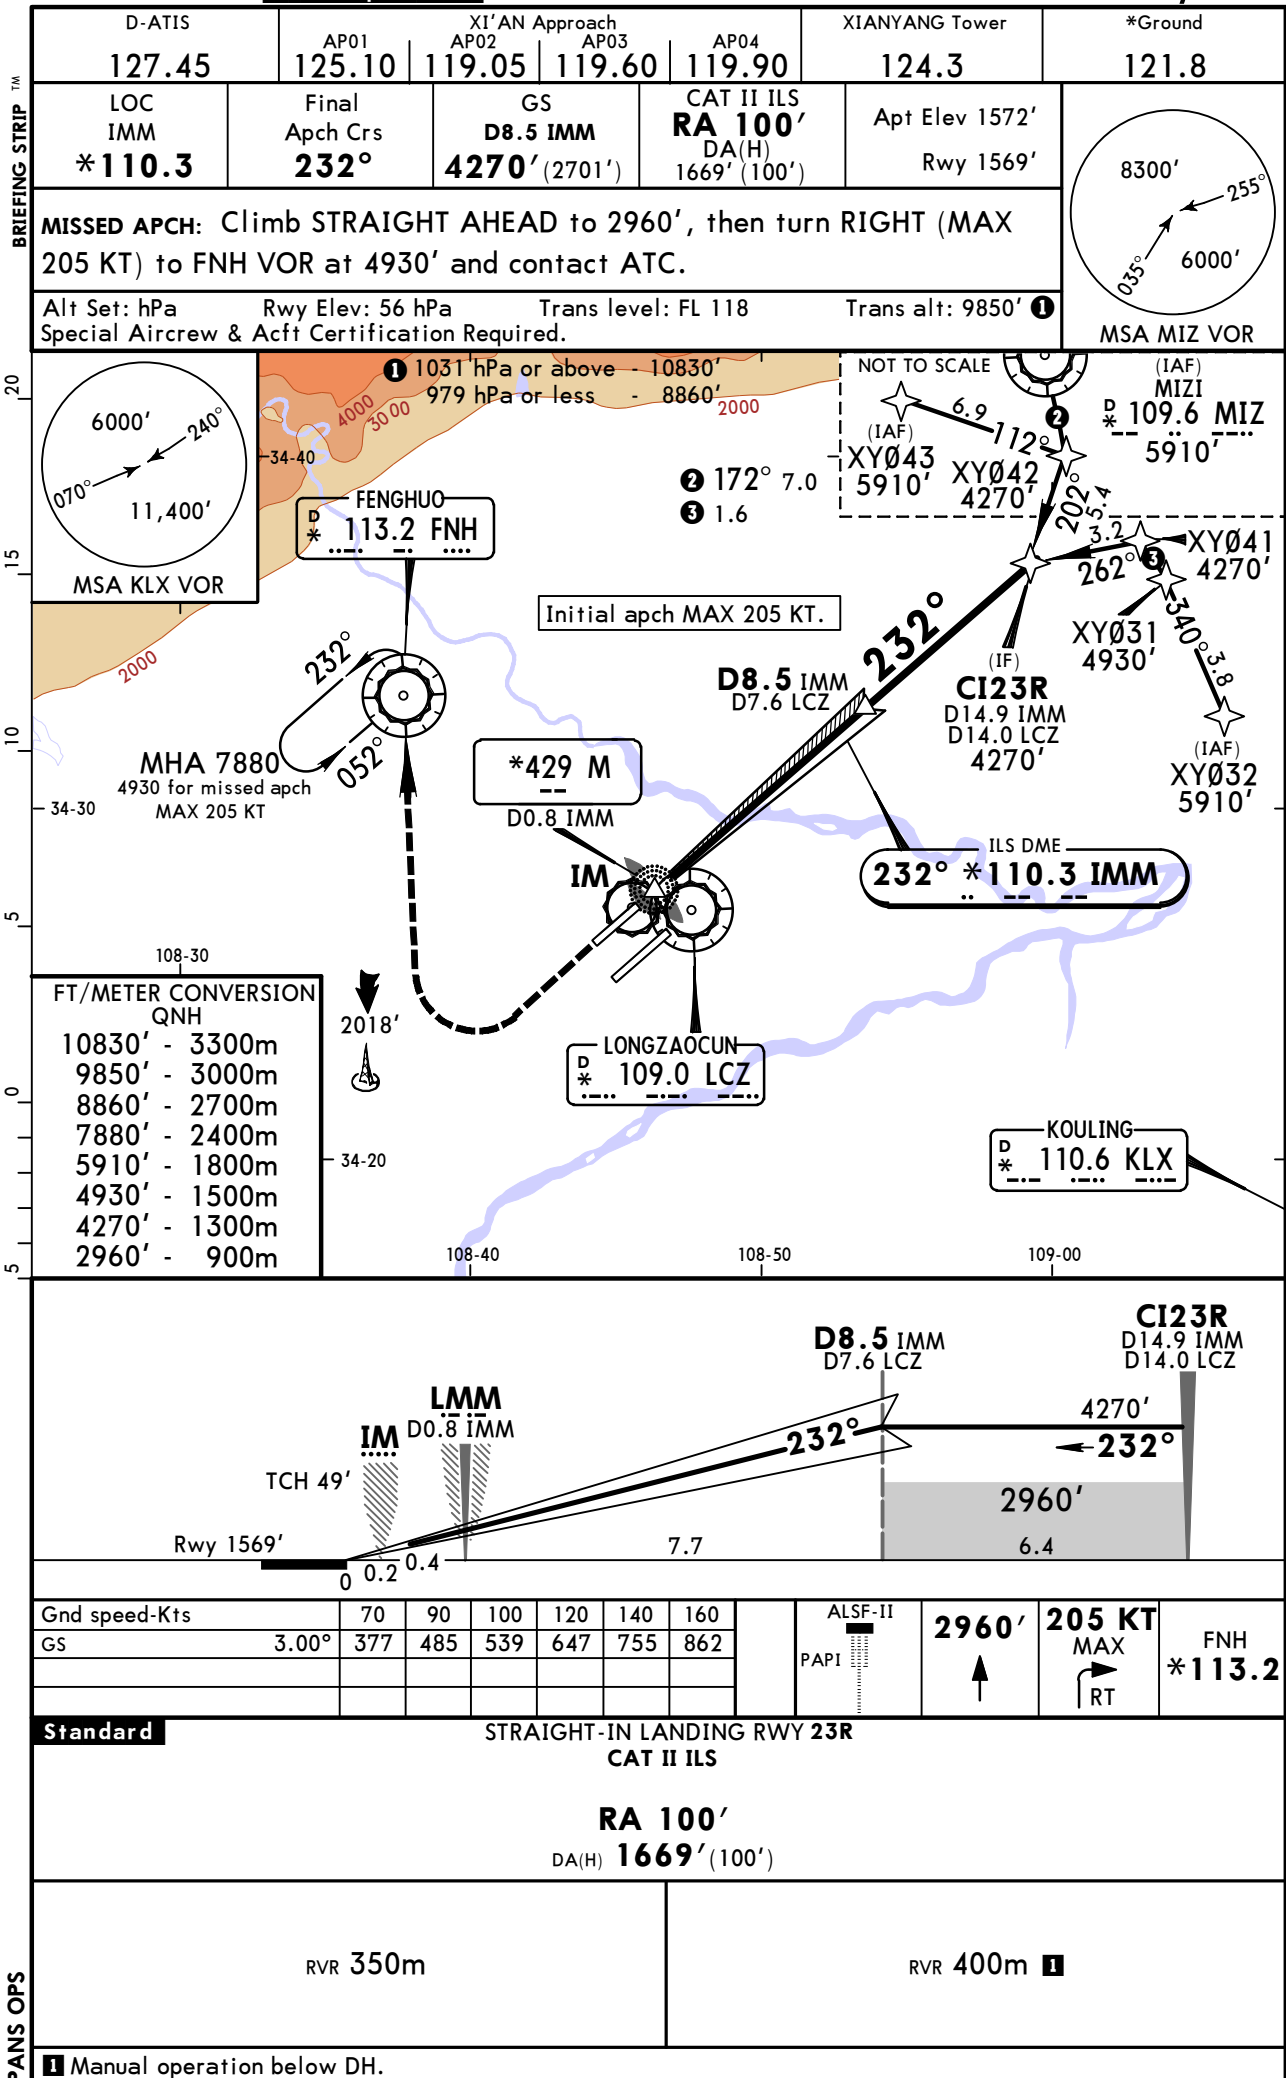 D-ATIS
127.45
XI'AN Approach
AP01 AP02 AP03 AP04
125.10 119.05 119.60 119.90
XIANYANG Tower
124.3
*Ground
121.8
BRIEFING STRIP ™
LOC
IMM
*110.3
Final
Apch Crs
232°
GS
D8.5 IMM
4270' (2701')
CAT II ILS
RA 100'
DA(H)
1669' (100')
Apt Elev 1572'
Rwy 1569'
8300'
255°
6000'
035°
MSA MIZ VOR
MISSED APCH: Climb STRAIGHT AHEAD to 2960', then turn RIGHT (MAX
205 KT) to FNH VOR at 4930' and contact ATC.
Alt Set: hPa Rwy Elev: 56 hPa Trans level: FL 118 Trans alt: 9850' 1
Special Aircrew & Acft Certification Required.
6000'
240°
070°
11,400'
MSA KLX VOR
1 1031 hPa or above - 10830'
979 hPa or less - 8860'
4000
3000
2000
34-40
2 172° 7.0
3 1.6
NOT TO SCALE
(IAF)
MIZI
D
* 109.6 MIZ
5910'
6.9
112°
2
(IAF)
XYØ43
5910'
XYØ42
4270'
202°
5.4
3.2
262°
3
XYØ41
4270'
XYØ31
4930'
340°
3.8
(IAF)
XYØ32
5910'
FENGHUO
D
* 113.2 FNH
Initial apch MAX 205 KT.
232°
(IF)
CI23R
D14.9 IMM
D14.0 LCZ
4270'
D8.5 IMM
D7.6 LCZ
2000
232°
052°
MHA 7880
4930 for missed apch
MAX 205 KT
34-30
*429 M
D0.8 IMM
IM
ILS DME
232° *110.3 IMM
108-30
2018'
LONGZAOCUN
D
* 109.0 LCZ
KOULING
D
* 110.6 KLX
34-20
108-40
108-50
109-00
20
15
10
5
0
5
FT/METER CONVERSION
QNH
10830' - 3300m
9850' - 3000m
8860' - 2700m
7880' - 2400m
5910' - 1800m
4930' - 1500m
4270' - 1300m
2960' - 900m
CI23R
D14.9 IMM
D14.0 LCZ
D8.5 IMM
D7.6 LCZ
LMM
D0.8 IMM
IM
TCH 49'
232°
4270'
232°
2960'
Rwy 1569'
0 0.2 0.4 7.7 6.4
Gnd speed-Kts 70 90 100 120 140 160
GS 3.00° 377 485 539 647 755 862
ALSF-II
PAPI
2960'
205 KT
MAX
RT
FNH
*113.2
Standard
STRAIGHT-IN LANDING RWY 23R
CAT II ILS
RA 100'
DA(H) 1669' (100')
RVR 350m
RVR 400m 1
PANS OPS
1 Manual operation below DH.